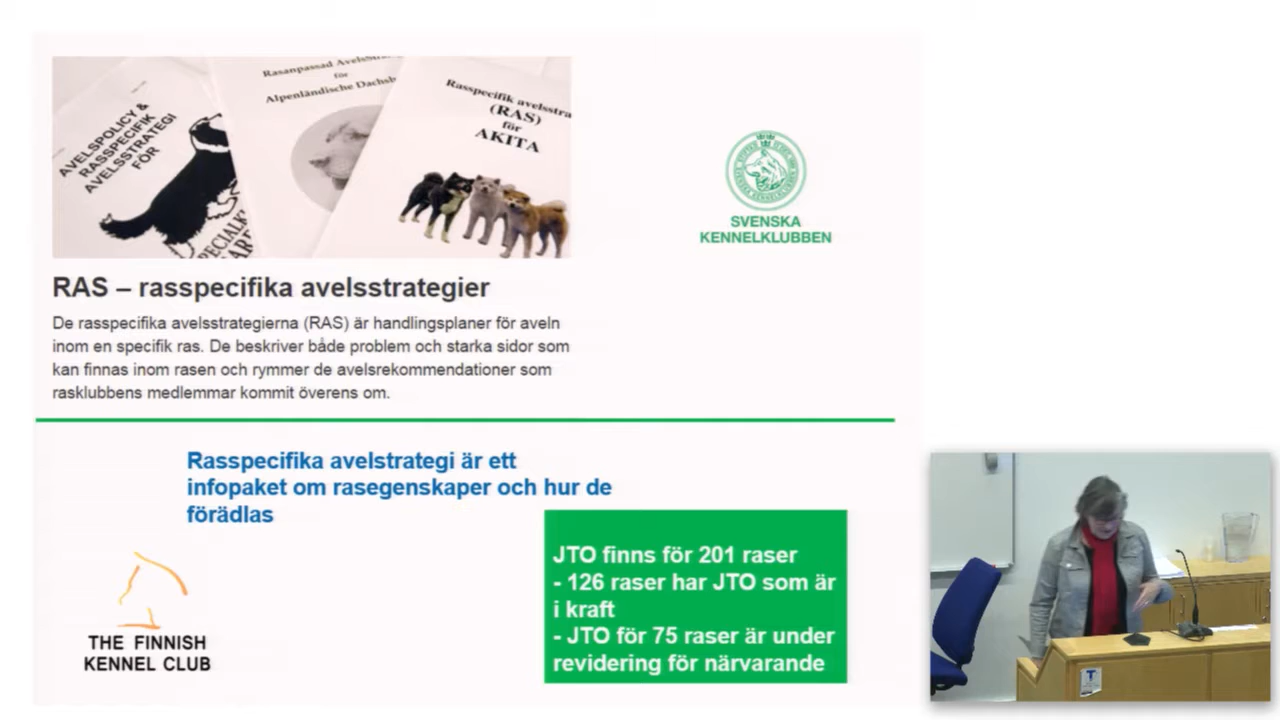 AVELSPOLICY &
RASSPECIFIK
AVELSSTRATEGI
FÖR
Rasanpassad Avelsstra
för
Alpenländische Dachsb
Rasspecifik avelsstra
(RAS)
för
AKITA
SVENSKA
KENNELKLUBBEN
RAS – rasspecifika avelsstrategier
De rasspecifika avelsstrategierna (RAS) är handlingsplaner för aveln
inom en specifik ras. De beskriver både problem och starka sidor som
kan finnas inom rasen och rymmer de avelsrekommendationer som
rasklubbens medlemmar kommit överens om.
Rasspecifika avelstrategi är ett
infopaket om rasegenskaper och hur de
förädlas
THE FINNISH
KENNEL CLUB
JTO finns för 201 raser
- 126 raser har JTO som är
i kraft
- JTO för 75 raser är under
revidering för närvarande